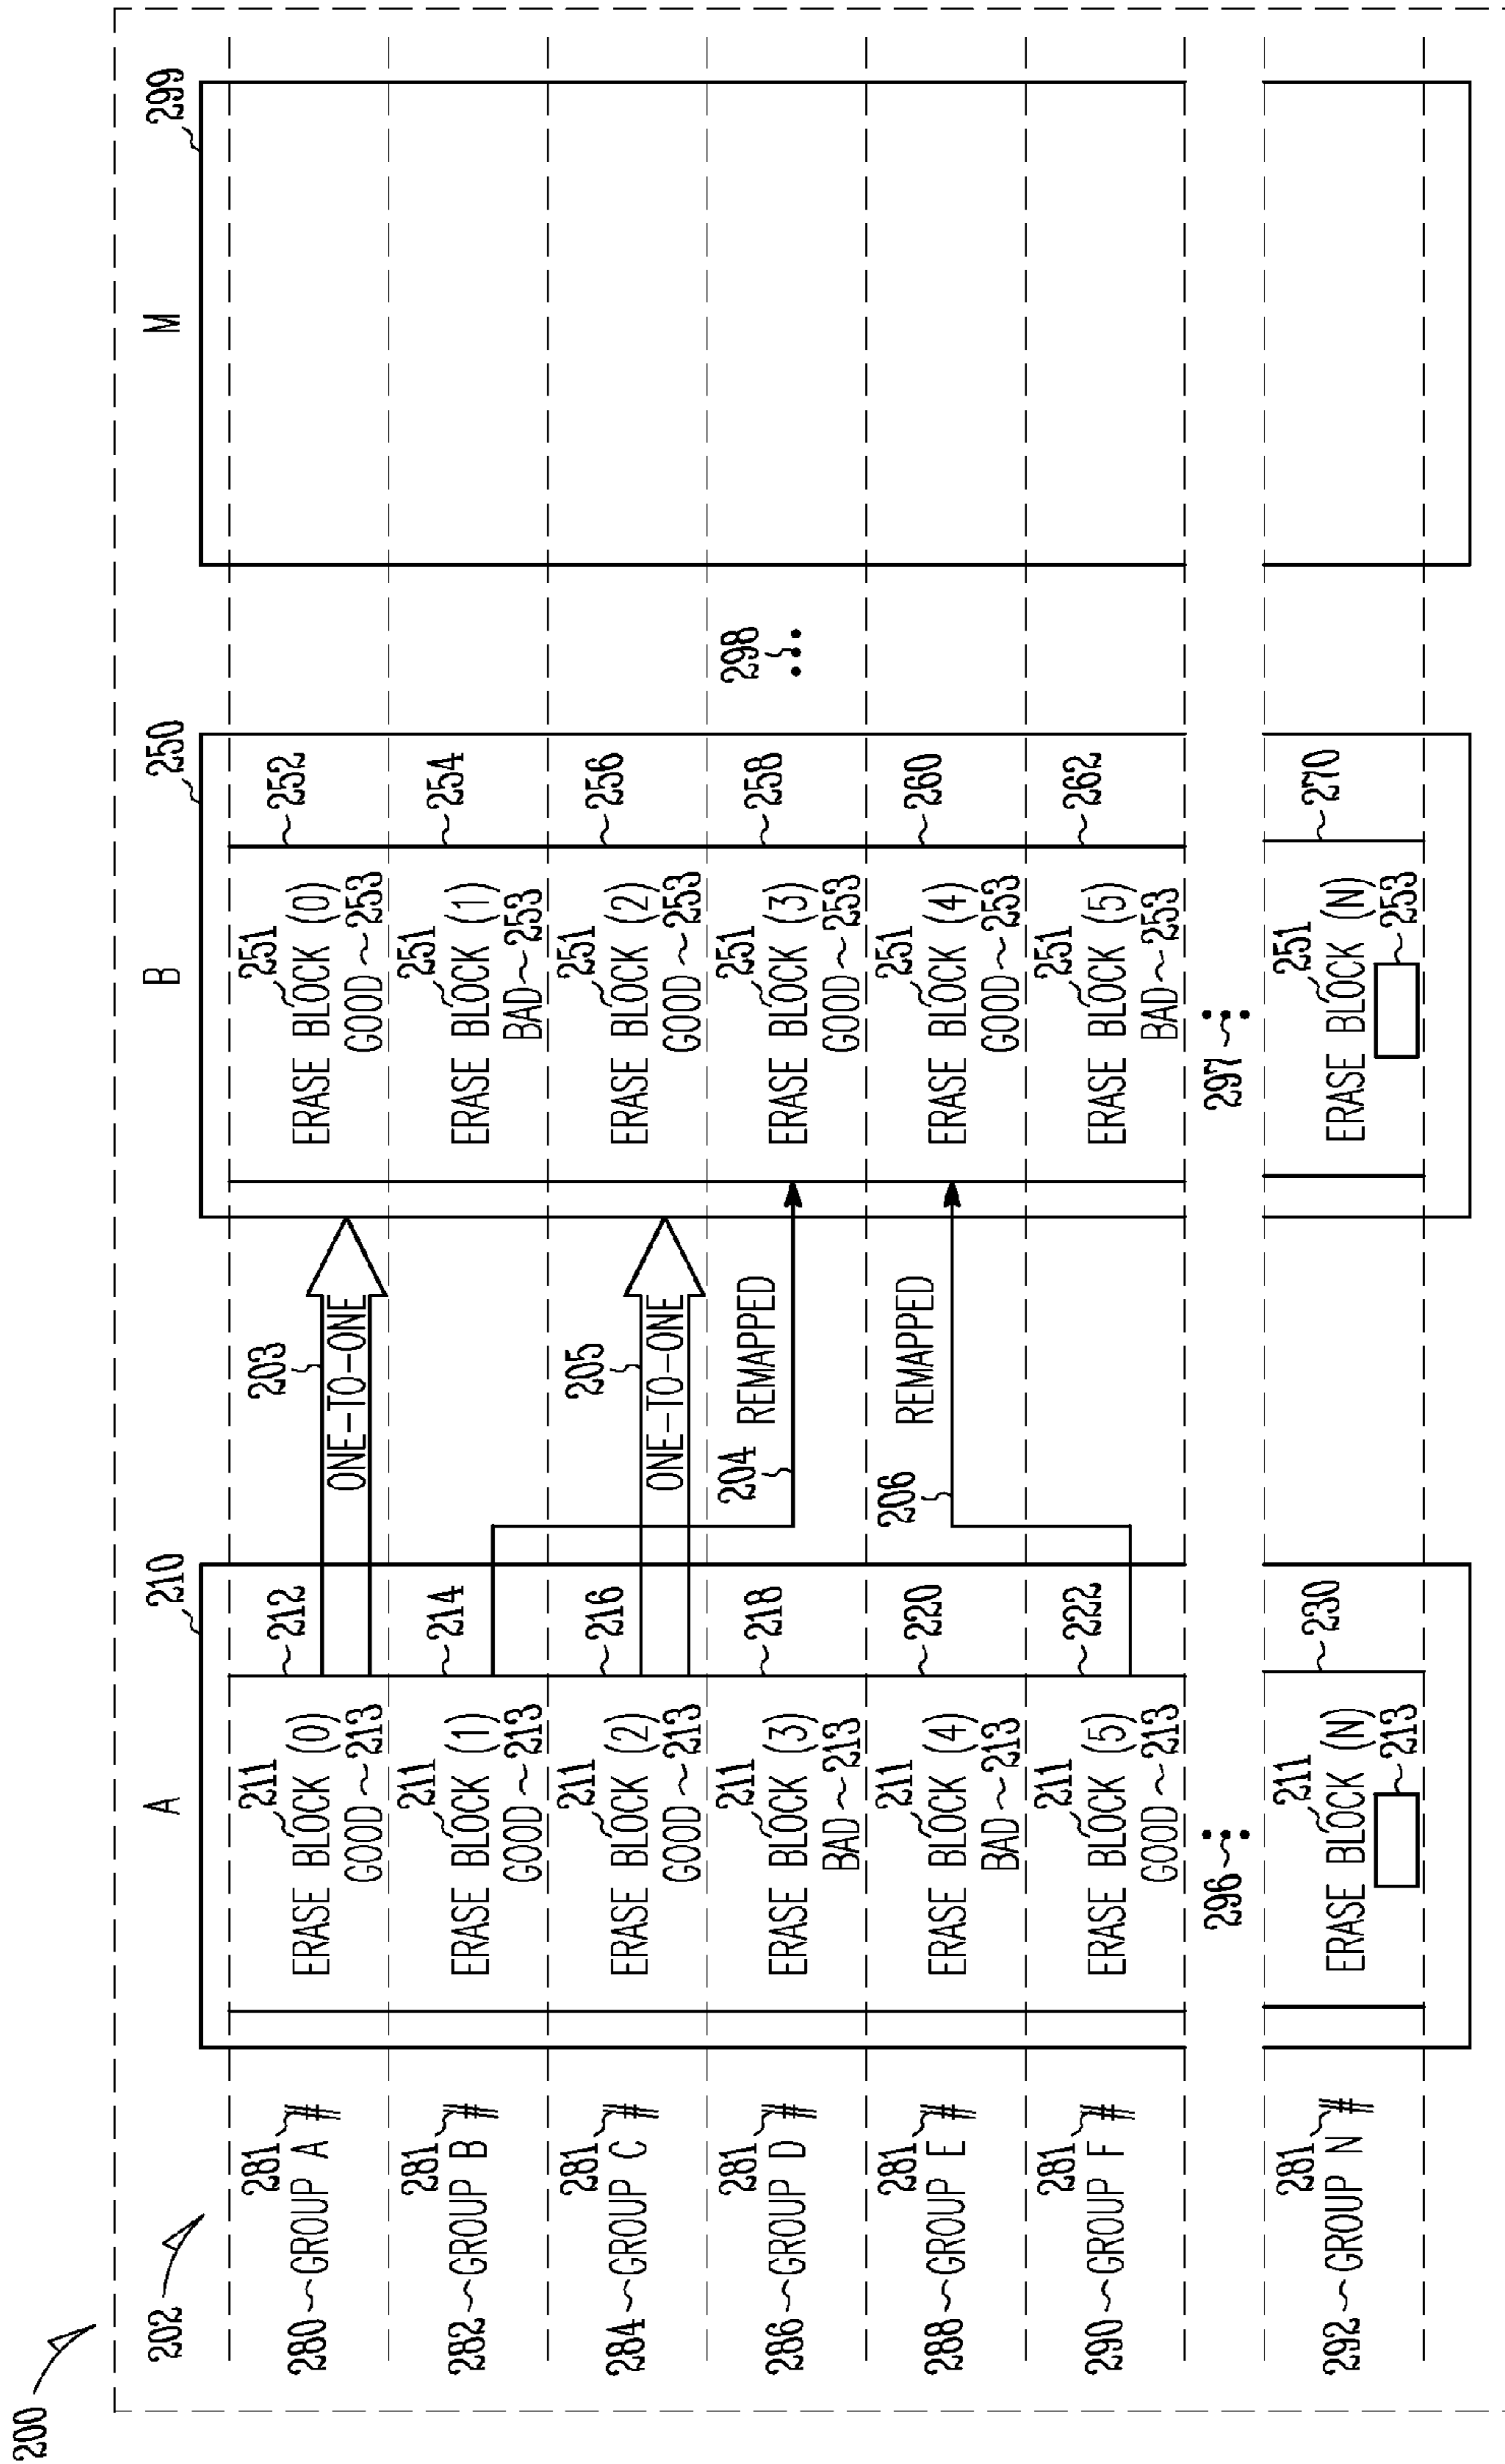 200
202
A
210
B
250
M
299
280 GROUP A #
281
211
ERASE BLOCK (0)
GOOD 213
212
203
ONE-TO-ONE
251
ERASE BLOCK (0)
GOOD 253
252
282 GROUP B #
281
211
ERASE BLOCK (1)
GOOD 213
214
251
ERASE BLOCK (1)
BAD 253
254
284 GROUP C #
281
211
ERASE BLOCK (2)
GOOD 213
216
205
ONE-TO-ONE
251
ERASE BLOCK (2)
GOOD 253
256
286 GROUP D #
281
211
ERASE BLOCK (3)
BAD 213
218
204 REMAPPED
251
ERASE BLOCK (3)
GOOD 253
258
298
288 GROUP E #
281
211
ERASE BLOCK (4)
BAD 213
220
206
REMAPPED
251
ERASE BLOCK (4)
GOOD 253
260
290 GROUP F #
281
211
ERASE BLOCK (5)
GOOD 213
222
251
ERASE BLOCK (5)
BAD 253
262
296
297
292 GROUP N #
281
211
ERASE BLOCK (N)
213
230
251
ERASE BLOCK (N)
253
270